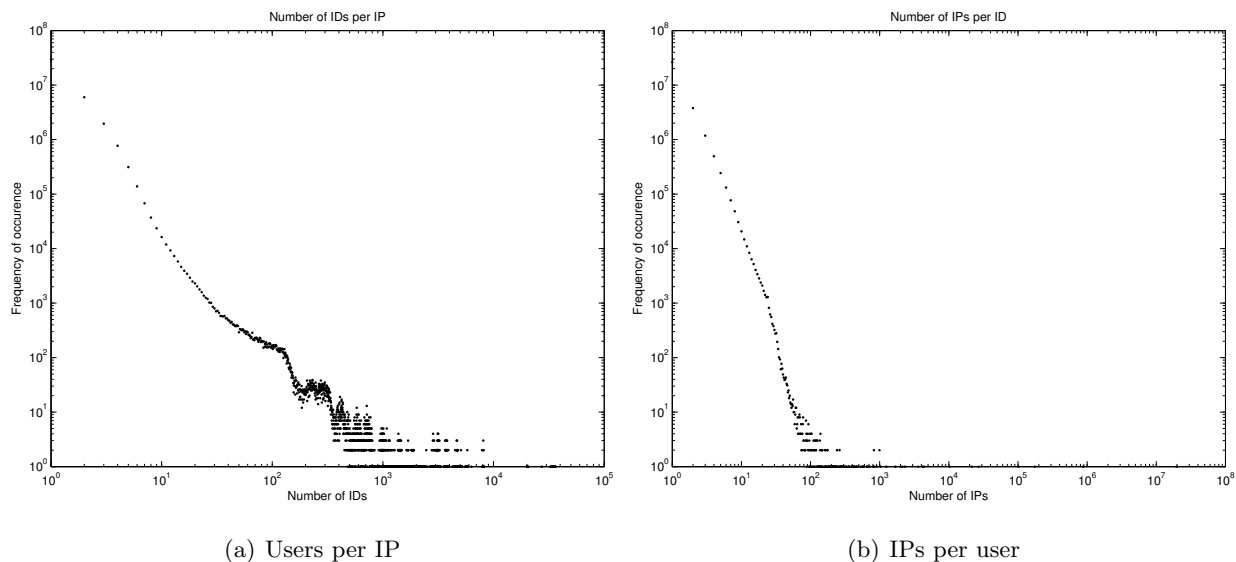 Number of IDs per IP
10^8
10^7
10^6
10^5
10^4
10^3
10^2
10^1
10^0
Frequency of occurence
10^0 10^1 10^2 10^3 10^4 10^5
Number of IDs
(a) Users per IP
Number of IPs per ID
10^8
10^7
10^6
10^5
10^4
10^3
10^2
10^1
10^0
Frequency of occurence
10^0 10^1 10^2 10^3 10^4 10^5 10^6 10^7 10^8
Number of IPs
(b) IPs per user